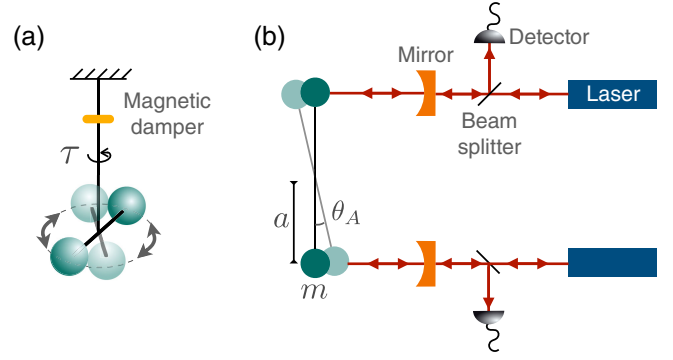 (a)
Magnetic
damper
τ
(b)
Detector
Mirror
Laser
Beam
splitter
a
θ_A
m